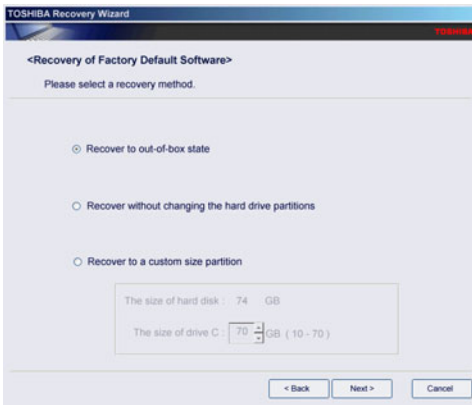 TOSHIBA Recovery Wizard
TOSHIBA
<Recovery of Factory Default Software>
Please select a recovery method.
Recover to out-of-box state
Recover without changing the hard drive partitions
Recover to a custom size partition
The size of hard disk : 74 GB
The size of drive C : 70 GB ( 10 - 70 )
< Back Next > Cancel